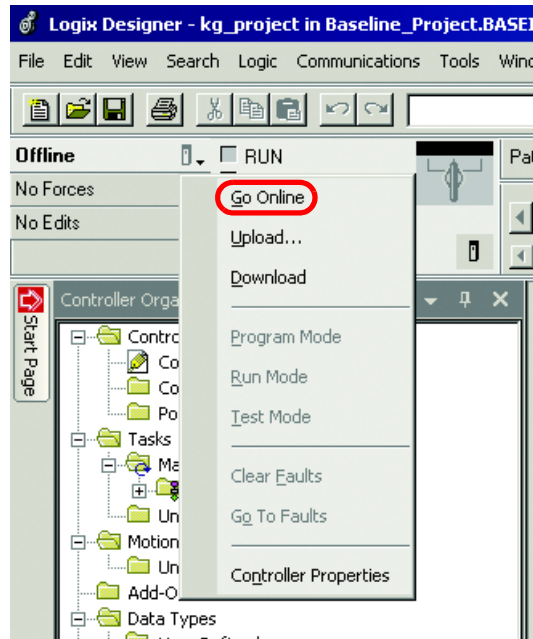 Logix Designer - kg_project in Baseline_Project.BASE
File Edit View Search Logic Communications Tools
Offline RUN
No Forces
No Edits
Go Online
Upload...
Download
Program Mode
Run Mode
Test Mode
Clear Faults
Go To Faults
Controller Properties
Start Page
Controller Orga
Contro
Co
Co
Po
Tasks
Ma
Un
Motion
Un
Add-O
Data Types